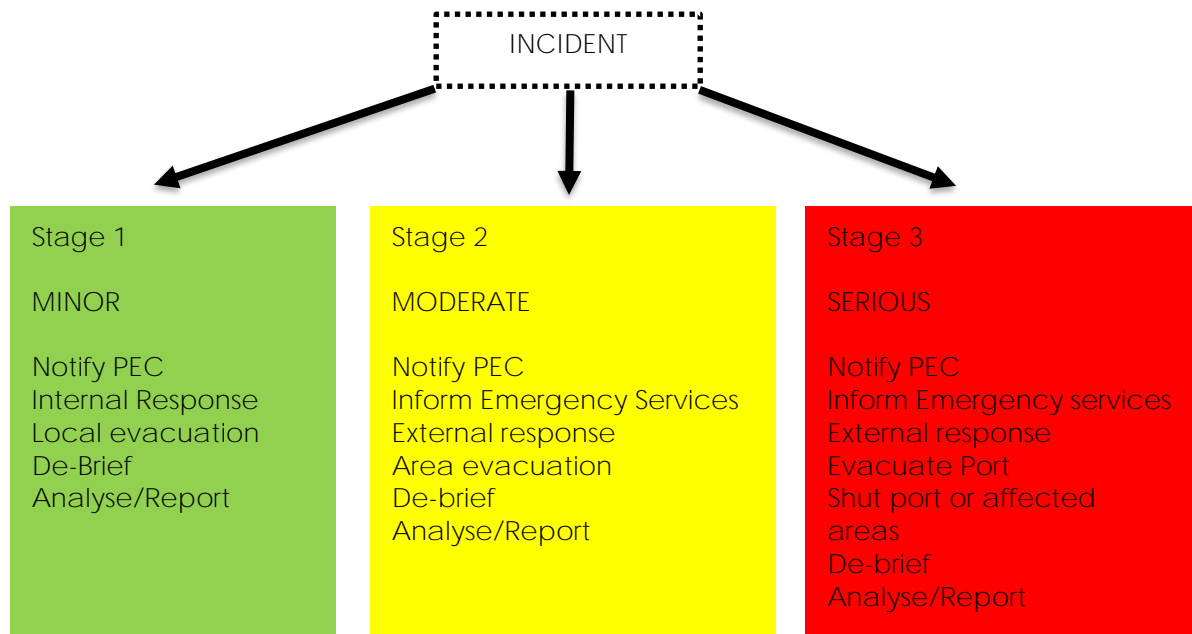 INCIDENT
Stage 1
MINOR
Notify PEC
Internal Response
Local evacuation
De-Brief
Analyse/Report
Stage 2
MODERATE
Notify PEC
Inform Emergency Services
External response
Area evacuation
De-brief
Analyse/Report
Stage 3
SERIOUS
Notify PEC
Inform Emergency services
External response
Evacuate Port
Shut port or affected
areas
De-brief
Analyse/Report